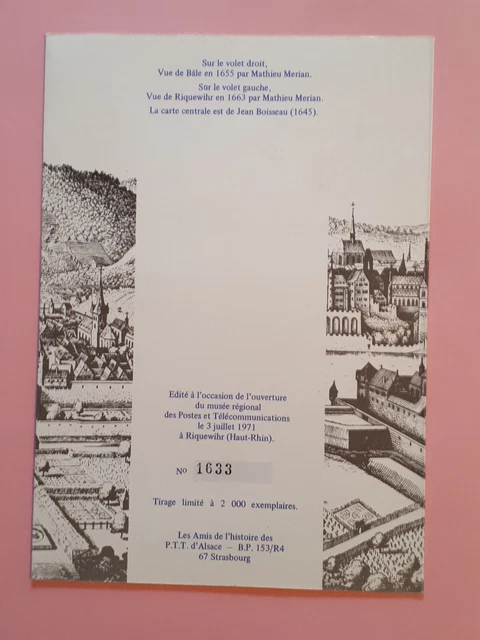 Sur le volet droit,
Vue de Bâle en 1655 par Mathieu Merian.
Sur le volet gauche,
Vue de Riquewihr en 1663 par Mathieu Merian.
La carte centrale est de Jean Boisseau (1645).
Edité à l'occasion de l'ouverture
du musée régional
des Postes et Télécommunications
le 3 juillet 1971
à Riquewihr (Haut-Rhin).
No 1633
Tirage limité à 2 000 exemplaires.
Les Amis de l'histoire des
P.T.T. d'Alsace — B.P. 153/R4
67 Strasbourg